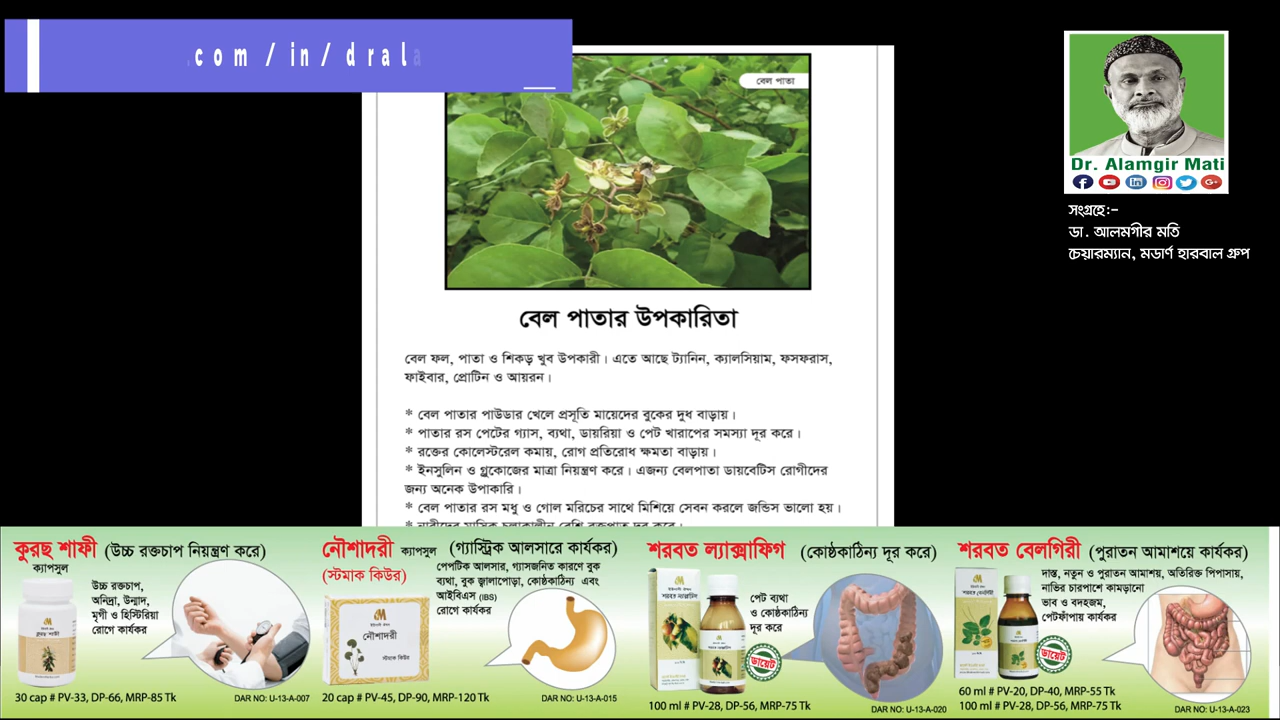 .com/in/drala
বেল পাতা
Dr. Alamgir Mati
সংগ্রহে:-
ডা. আলমগীর মতি
চেয়ারম্যান, মডার্ণ হারবাল গ্রুপ
বেল পাতার উপকারিতা
বেল ফল, পাতা ও শিকড় খুব উপকারী। এতে আছে ট্যানিন, ক্যালসিয়াম, ফসফরাস,
ফাইবার, প্রোটিন ও আয়রন।
* বেল পাতার পাউডার খেলে প্রসূতি মায়েদের বুকের দুধ বাড়ায়।
* পাতার রস পেটের গ্যাস, ব্যথা, ডায়রিয়া ও পেট খারাপের সমস্যা দূর করে।
* রক্তের কোলেস্টরেল কমায়, রোগ প্রতিরোধ ক্ষমতা বাড়ায়।
* ইনসুলিন ও গ্লুকোজের মাত্রা নিয়ন্ত্রণ করে। এজন্য বেলপাতা ডায়বেটিস রোগীদের
জন্য অনেক উপাকারি।
* বেল পাতার রস মধু ও গোল মরিচের সাথে মিশিয়ে সেবন করলে জন্ডিস ভালো হয়।
কুরছ শাফী (উচ্চ রক্তচাপ নিয়ন্ত্রণ করে)
ক্যাপসুল
উচ্চ রক্তচাপ,
অনিদ্রা, উন্মাদ,
মৃগী ও হিস্টিরিয়া
রোগে কার্যকর
30 cap # PV-33, DP-66, MRP-85 Tk
DAR NO: U-13-A-007
নৌশাদরী ক্যাপসুল (গ্যাস্ট্রিক আলসারে কার্যকর)
(স্টমাক কিউর)
পেপটিক আলসার, গ্যাসজনিত কারণে বুক
ব্যথা, বুক জ্বালাপোড়া, কোষ্ঠকাঠিন্য এবং
আইবিএস (IBS)
রোগে কার্যকর
নৌশাদরী
স্টমাক কিউর
20 cap # PV-45, DP-90, MRP-120 Tk
DAR NO: U-13-A-015
শরবত ল্যাক্সাফিগ (কোষ্ঠকাঠিন্য দূর করে)
পেট ব্যথা
ও কোষ্ঠকাঠিন্য
দূর করে
ডায়েট
100 ml # PV-28, DP-56, MRP-75 Tk
DAR NO: U-13-A-020
শরবত বেলগিরী (পুরাতন আমাশয়ে কার্যকর)
দাস্ত, নতুন ও পুরাতন আমাশয়, অতিরিক্ত পিপাসায়,
নাভির চারপাশে কামড়ানো
ভাব ও বদহজম,
পেটফাঁপায় কার্যকর
ডায়েট
60 ml # PV-20, DP-40, MRP-55 Tk
100 ml # PV-28, DP-56, MRP-75 Tk
DAR NO: U-13-A-023